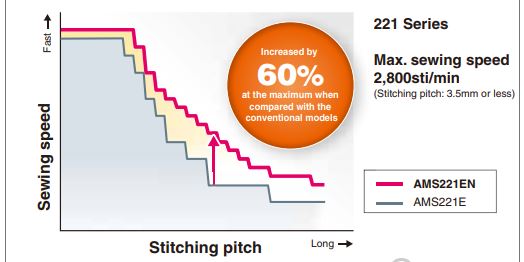 221 Series
Max. sewing speed
2,800sti/min
(Stitching pitch: 3.5mm or less)
Fast
Sewing speed
Increased by
60%
at the maximum when
compared with the
conventional models
AMS221EN
AMS221E
Stitching pitch
Long